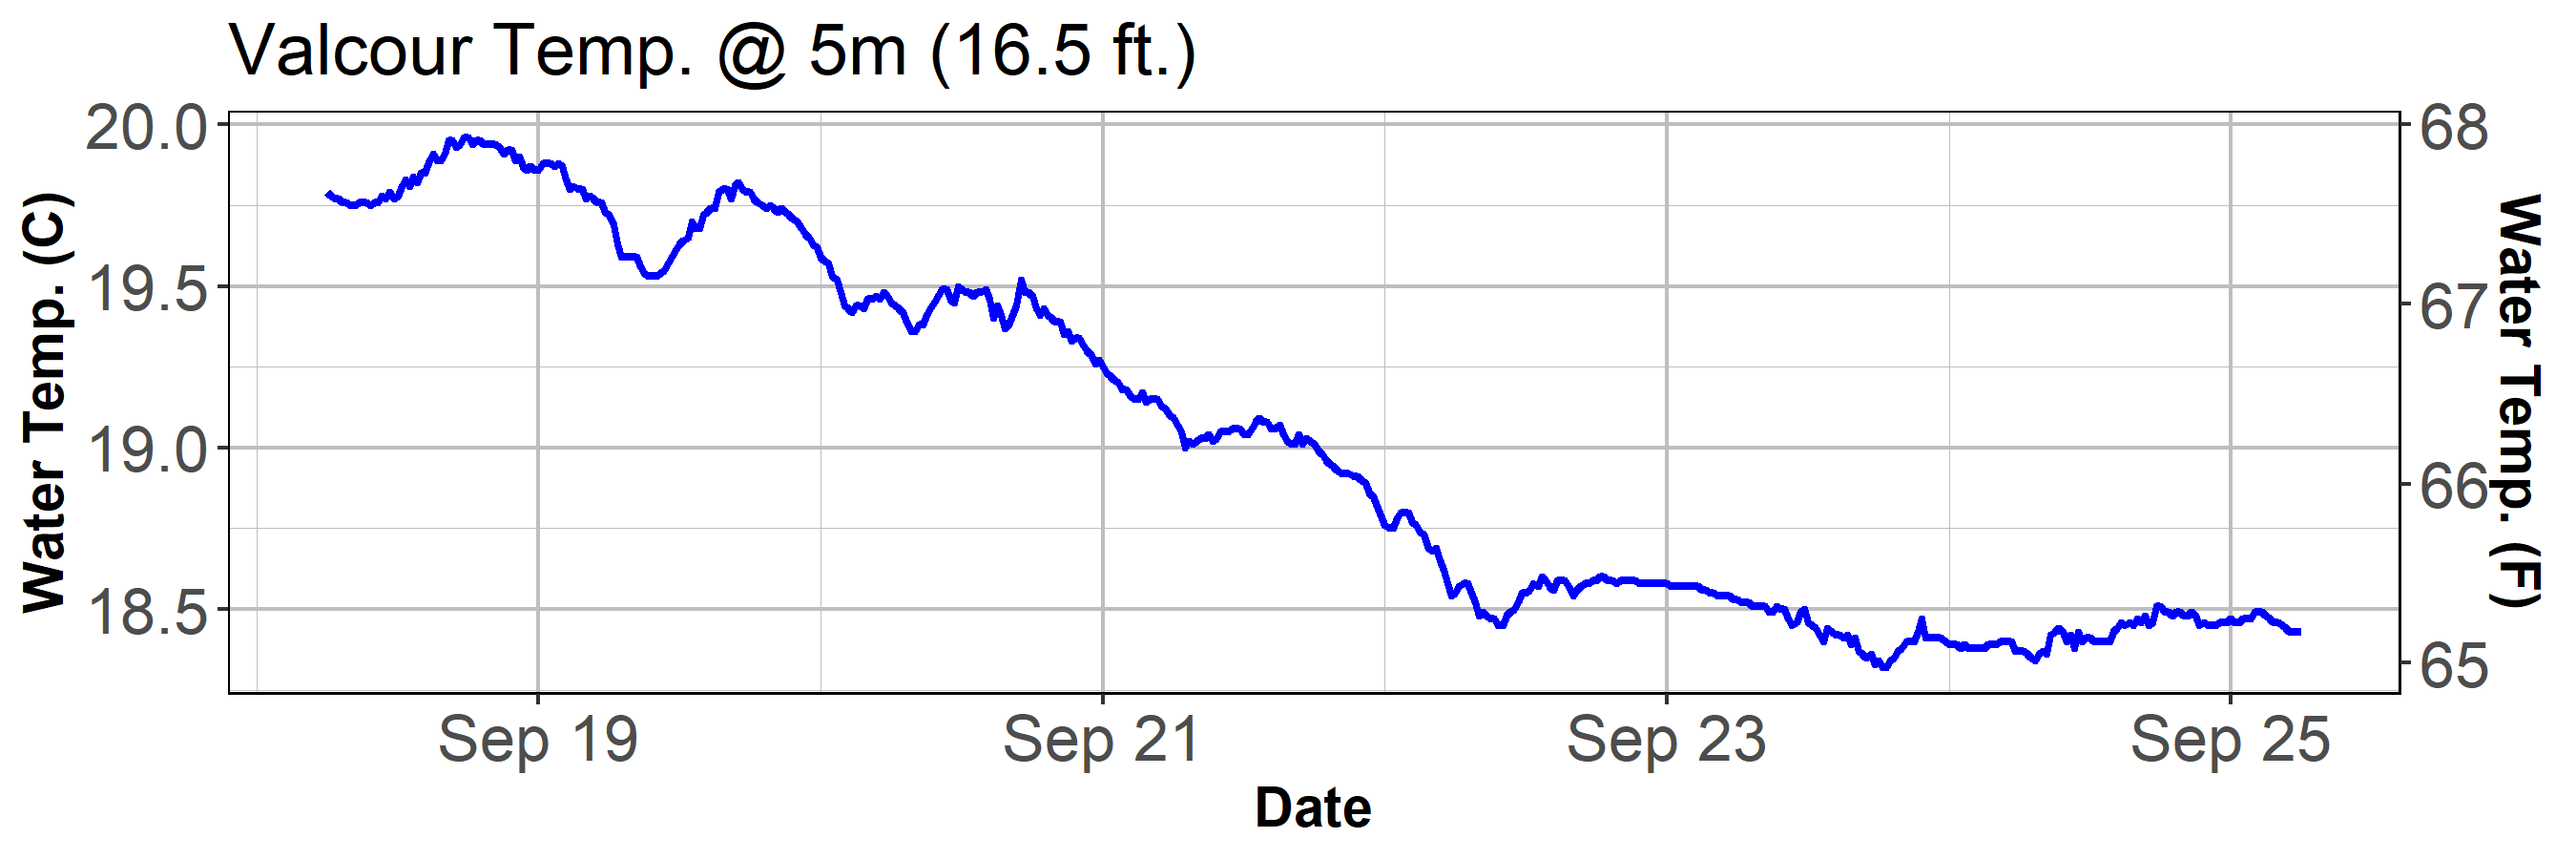 Valcour Temp. @ 5m (16.5 ft.)
Water Temp. (C)
20.0
19.5
19.0
18.5
68
67
66
65
Water Temp. (F)
Sep 19 Sep 21 Sep 23 Sep 25
Date